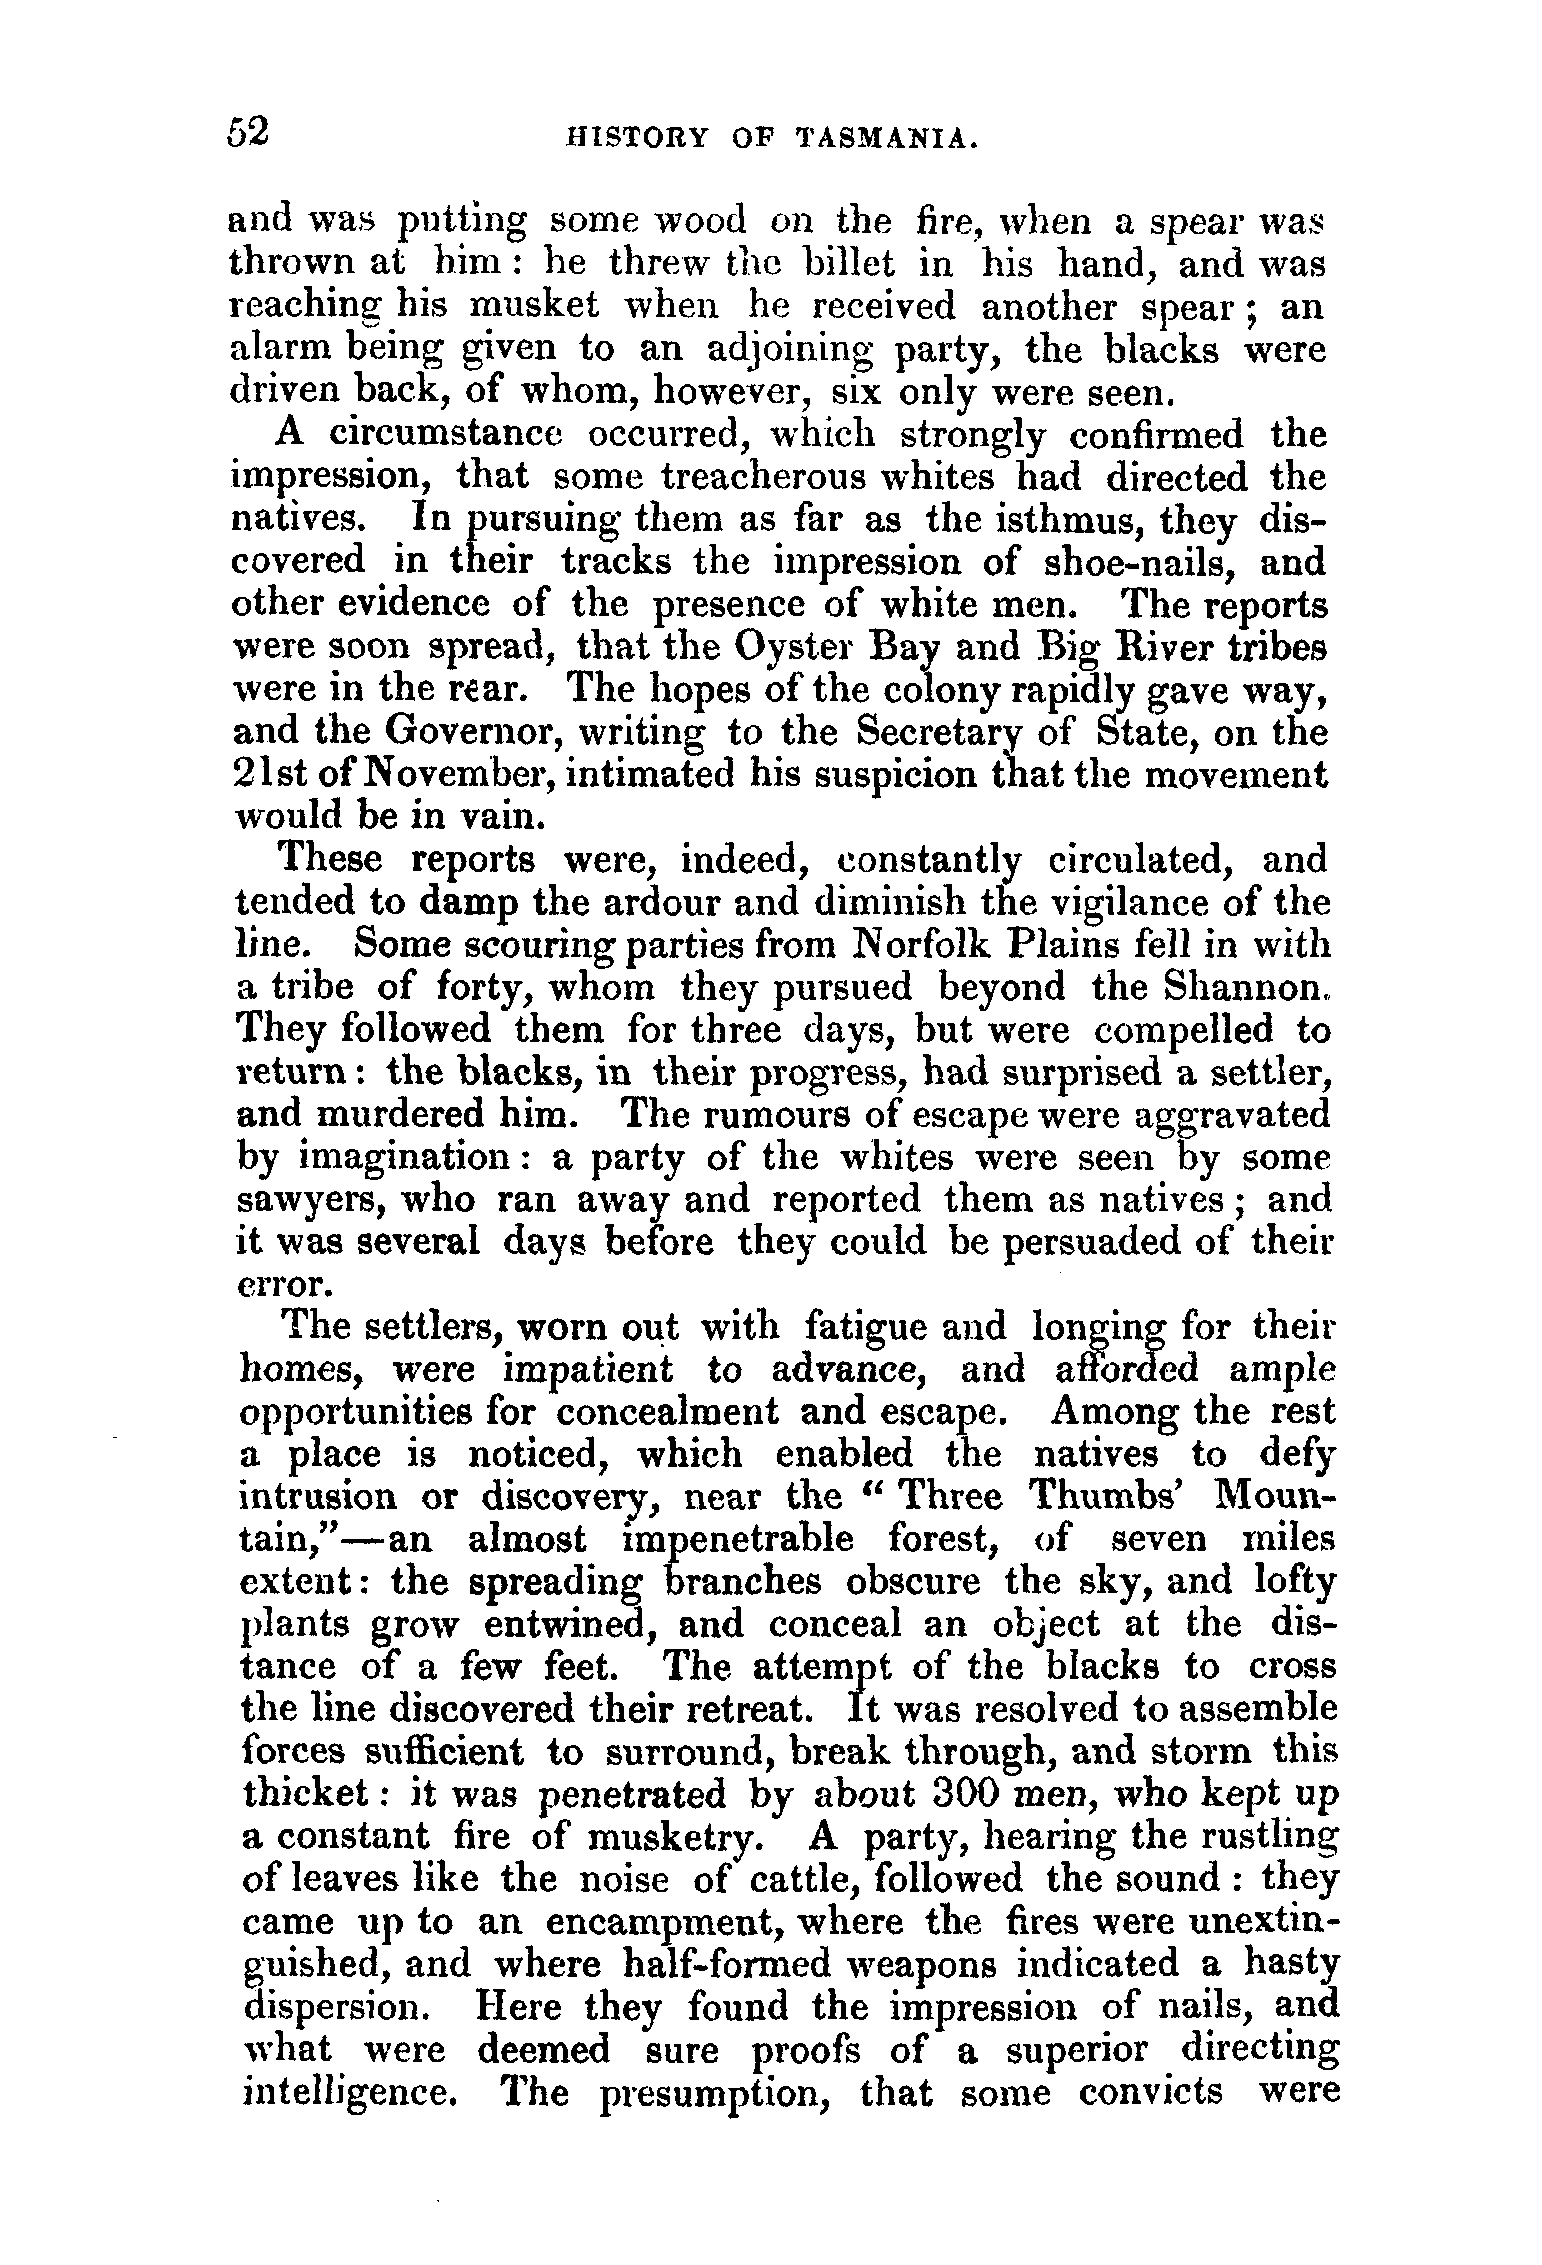 52 HISTORY OF TASMANIA.
and was putting some wood on the fire, when a spear was
thrown at him : he threw the billet in his hand, and was
reaching his musket when he received another spear ; an
alarm being given to an adjoining party, the blacks were
driven back, of whom, however, six only were seen.
A circumstance occurred, which strongly confirmed the
impression, that some treacherous whites had directed the
natives. In pursuing them as far as the isthmus, they dis-
covered in their tracks the impression of shoe-nails, and
other evidence of the presence of white men. The reports
were soon spread, that the Oyster Bay and Big River tribes
were in the rear. The hopes of the colony rapidly gave way,
and the Governor, writing to the Secretary of State, on the
21st of November, intimated his suspicion that the movement
would be in vain.
These reports were, indeed, constantly circulated, and
tended to damp the ardour and diminish the vigilance of the
line. Some scouring parties from Norfolk Plains fell in with
a tribe of forty, whom they pursued beyond the Shannon.
They followed them for three days, but were compelled to
return : the blacks, in their progress, had surprised a settler,
and murdered him. The rumours of escape were aggravated
by imagination : a party of the whites were seen by some
sawyers, who ran away and reported them as natives ; and
it was several days before they could be persuaded of their
error.
The settlers, worn out with fatigue and longing for their
homes, were impatient to advance, and afforded ample
opportunities for concealment and escape. Among the rest
a place is noticed, which enabled the natives to defy
intrusion or discovery, near the “ Three Thumbs’ Moun-
tain,”—an almost impenetrable forest, of seven miles
extent : the spreading branches obscure the sky, and lofty
plants grow entwined, and conceal an object at the dis-
tance of a few feet. The attempt of the blacks to cross
the line discovered their retreat. It was resolved to assemble
forces sufficient to surround, break through, and storm this
thicket : it was penetrated by about 300 men, who kept up
a constant fire of musketry. A party, hearing the rustling
of leaves like the noise of cattle, followed the sound : they
came up to an encampment, where the fires were unextin-
guished, and where half-formed weapons indicated a hasty
dispersion. Here they found the impression of nails, and
what were deemed sure proofs of a superior directing
intelligence. The presumption, that some convicts were